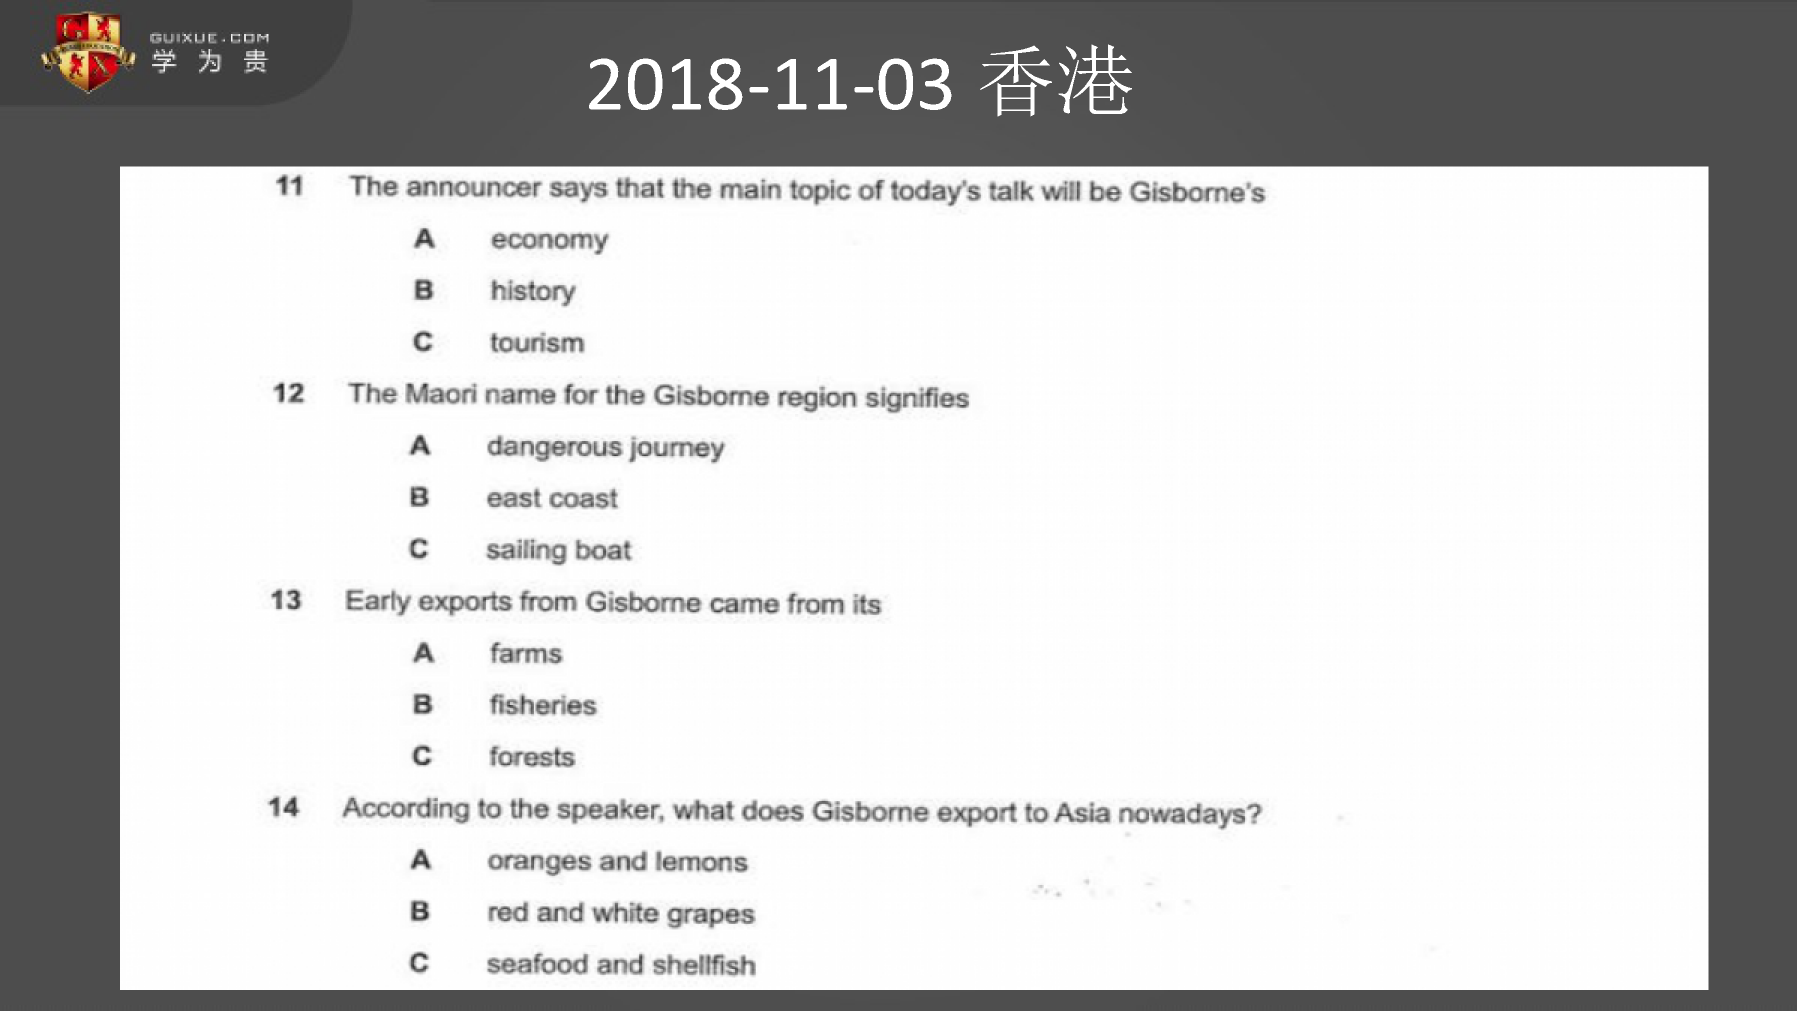 GUIXUE.COM
学为贵
2018-11-03 香港
11 The announcer says that the main topic of today's talk will be Gisborne's
A economy
B history
C tourism
12 The Maori name for the Gisborne region signifies
A dangerous journey
B east coast
C sailing boat
13 Early exports from Gisborne came from its
A farms
B fisheries
C forests
14 According to the speaker, what does Gisborne export to Asia nowadays?
A oranges and lemons
B red and white grapes
C seafood and shellfish